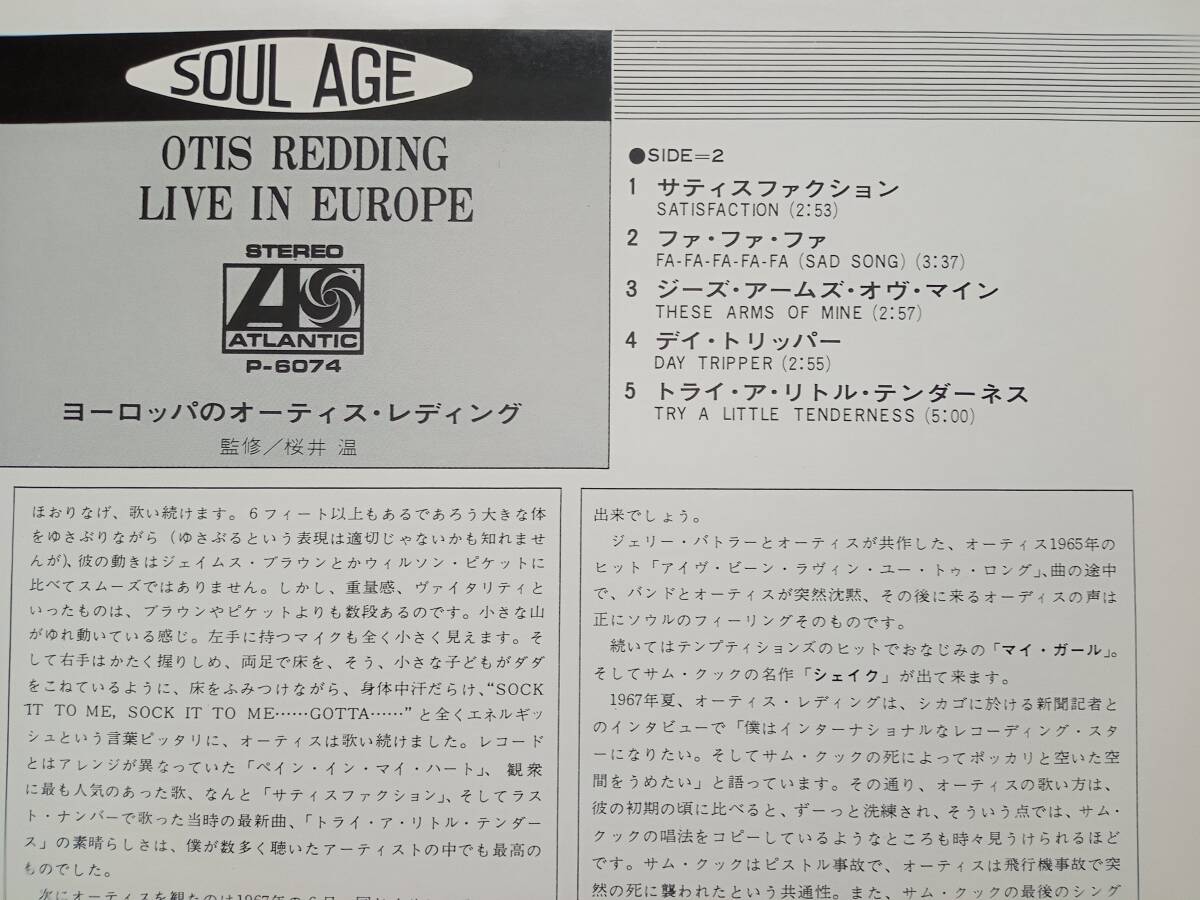 SOUL AGE
OTIS REDDING
LIVE IN EUROPE
STEREO
ATLANTIC
P-6074
ヨーロッパのオーティス・レディング
監修／桜井 温
●SIDE=2
1 サティスファクション
SATISFACTION (2:53)
2 ファ・ファ・ファ
FA-FA-FA-FA-FA (SAD SONG) (3:37)
3 ジーズ・アームズ・オヴ・マイン
THESE ARMS OF MINE (2:57)
4 デイ・トリッパー
DAY TRIPPER (2:55)
5 トライ・ア・リトル・テンダーネス
TRY A LITTLE TENDERNESS (5:00)
ほおりなげ、歌い続けます。6フィート以上もあるであろう大きな体
をゆさぶりながら（ゆさぶるという表現は適切じゃないかも知れませ
んが）、彼の動きはジェイムス・ブラウンとかウィルソン・ピケットに
比べてスムーズではありません。しかし、重量感、ヴァイタリティと
いったものは、ブラウンやピケットよりも数段あるのです。小さな山
がゆれ動いている感じ。左手に持つマイクも全く小さく見えます。そ
して右手はかたく握りしめ、両足で床を、そう、小さな子どもがダダ
をこねているように、床をふみつけながら、身体中汗だらけ、“SOCK
IT TO ME, SOCK IT TO ME……GOTTA……”と全くエネルギッ
シュという言葉ピッタリに、オーティスは歌い続けました。レコード
とはアレンジが異なっていた「ペイン・イン・マイ・ハート」、観衆
に最も人気のあった歌、なんと「サティスファクション」、そしてラス
ト・ナンバーで歌った当時の最新曲、「トライ・ア・リトル・テンダー
ス」の素晴らしさは、僕が数多く聴いたアーティストの中でも最高の
ものでした。
次にオーティスを観たのは1967年の6月
出来でしょう。
ジェリー・バトラーとオーティスが共作した、オーティス1965年の
ヒット「アイヴ・ビーン・ラヴィン・ユー・トゥ・ロング」、曲の途中
で、バンドとオーティスが突然沈黙、その後に来るオーディスの声は
正にソウルのフィーリングそのものです。
続いてはテンプティションズのヒットでおなじみの「マイ・ガール」。
そしてサム・クックの名作「シェイク」が出て来ます。
1967年夏、オーティス・レディングは、シカゴに於ける新聞記者と
のインタビューで「僕はインターナショナルなレコーディング・スタ
ーになりたい。そしてサム・クックの死によってポッカリと空いた空
間をうめたい」と語っています。その通り、オーティスの歌い方は、
彼の初期の頃に比べると、ずーっと洗練され、そういう点では、サム・
クックの唱法をコピーしているようなところも時々見うけられるほど
です。サム・クックはピストル事故で、オーティスは飛行機事故で突
然の死に襲われたという共通性。また、サム・クックの最後のシング